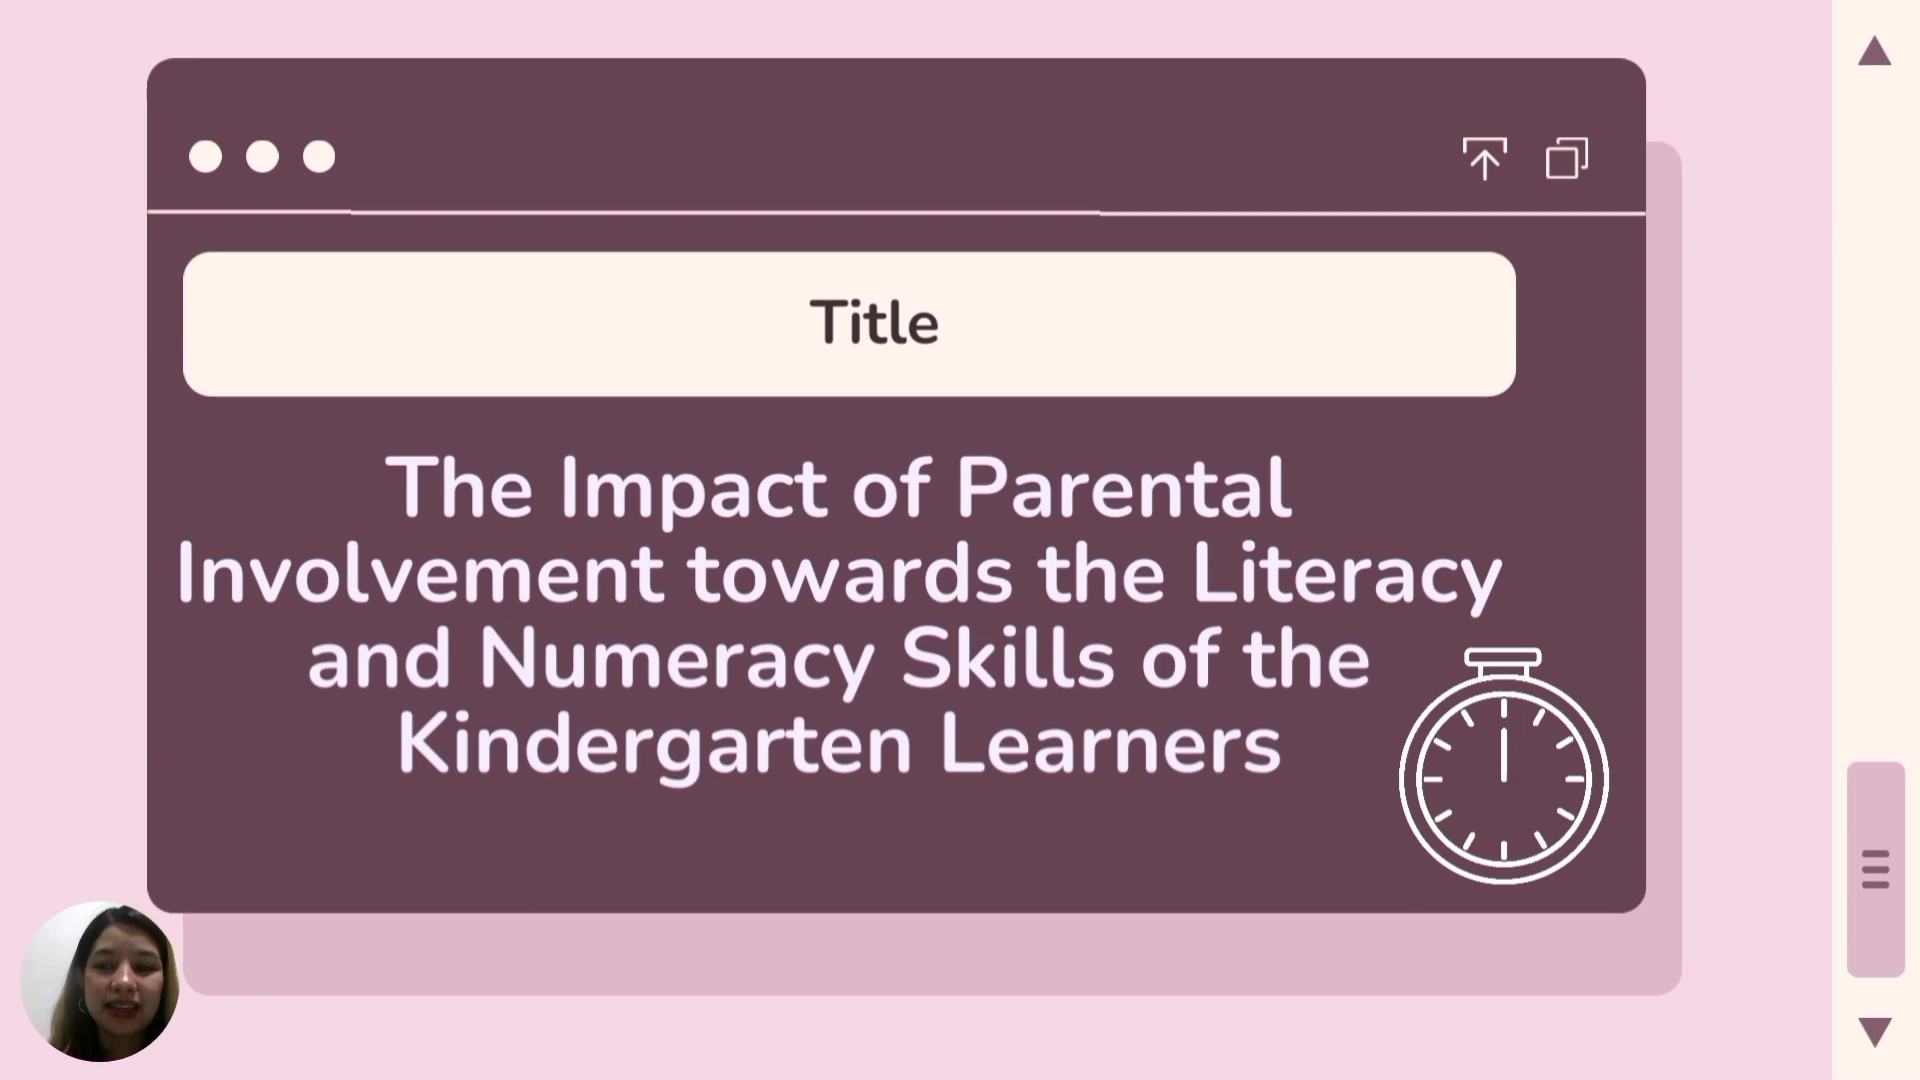 Title
The Impact of Parental
Involvement towards the Literacy
and Numeracy Skills of the
Kindergarten Learners